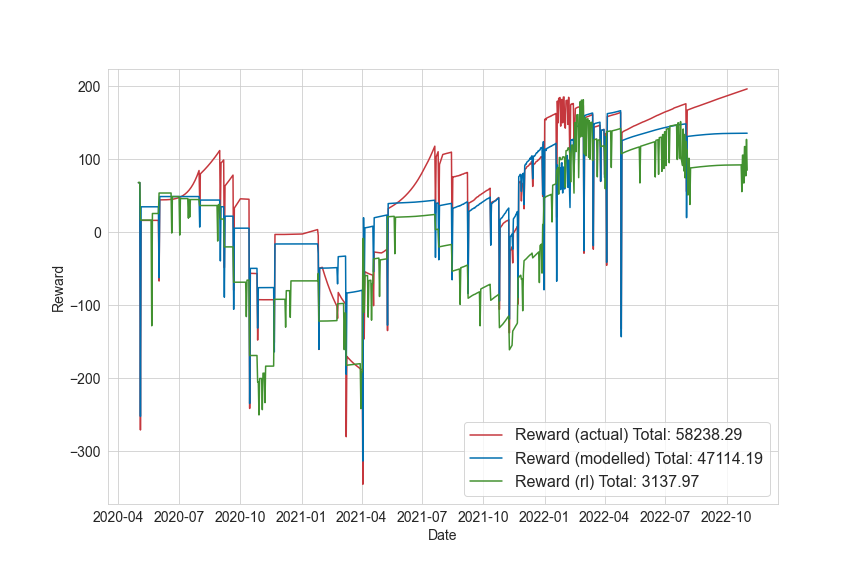 200
100
0
−100
−200
−300
Reward
Reward (actual) Total: 58238.29
Reward (modelled) Total: 47114.19
Reward (rl) Total: 3137.97
2020-04 2020-07 2020-10 2021-01 2021-04 2021-07 2021-10 2022-01 2022-04 2022-07 2022-10
Date